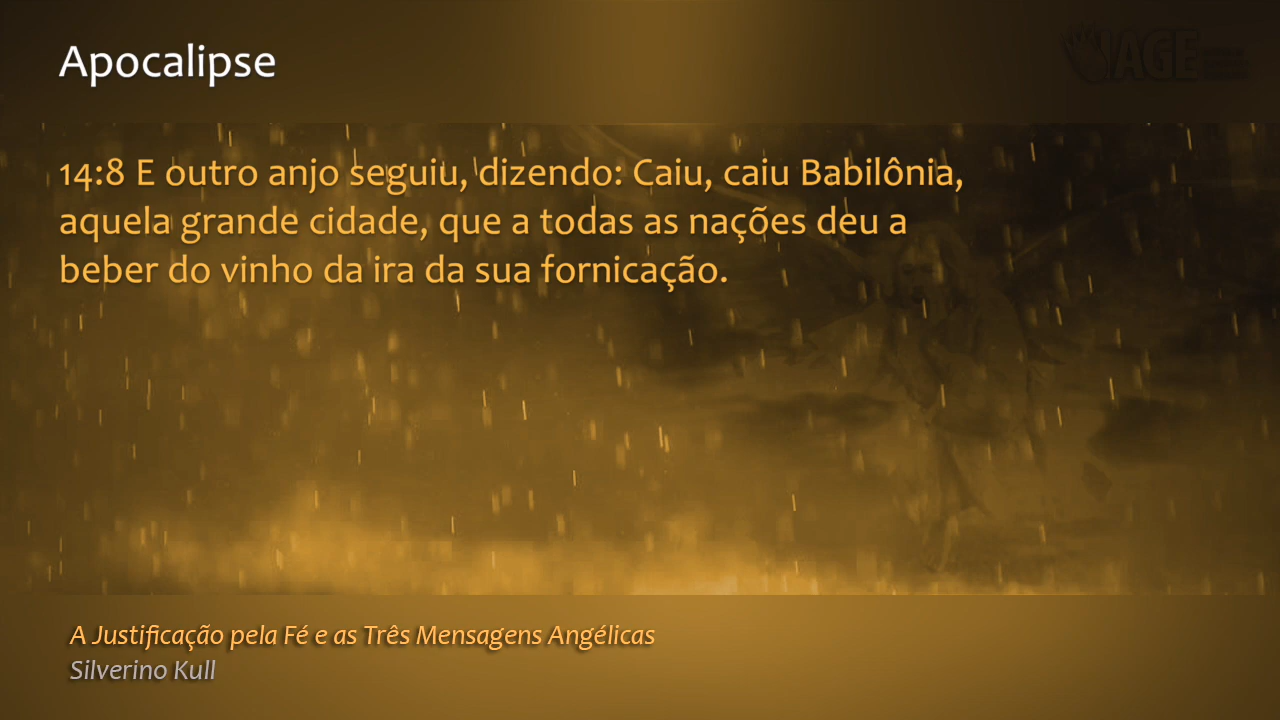 Apocalipse
IAGE
14:8 E outro anjo seguiu, dizendo: Caiu, caiu Babilônia,
aquela grande cidade, que a todas as nações deu a
beber do vinho da ira da sua fornicação.
A Justificação pela Fé e as Três Mensagens Angélicas
Silverino Kull